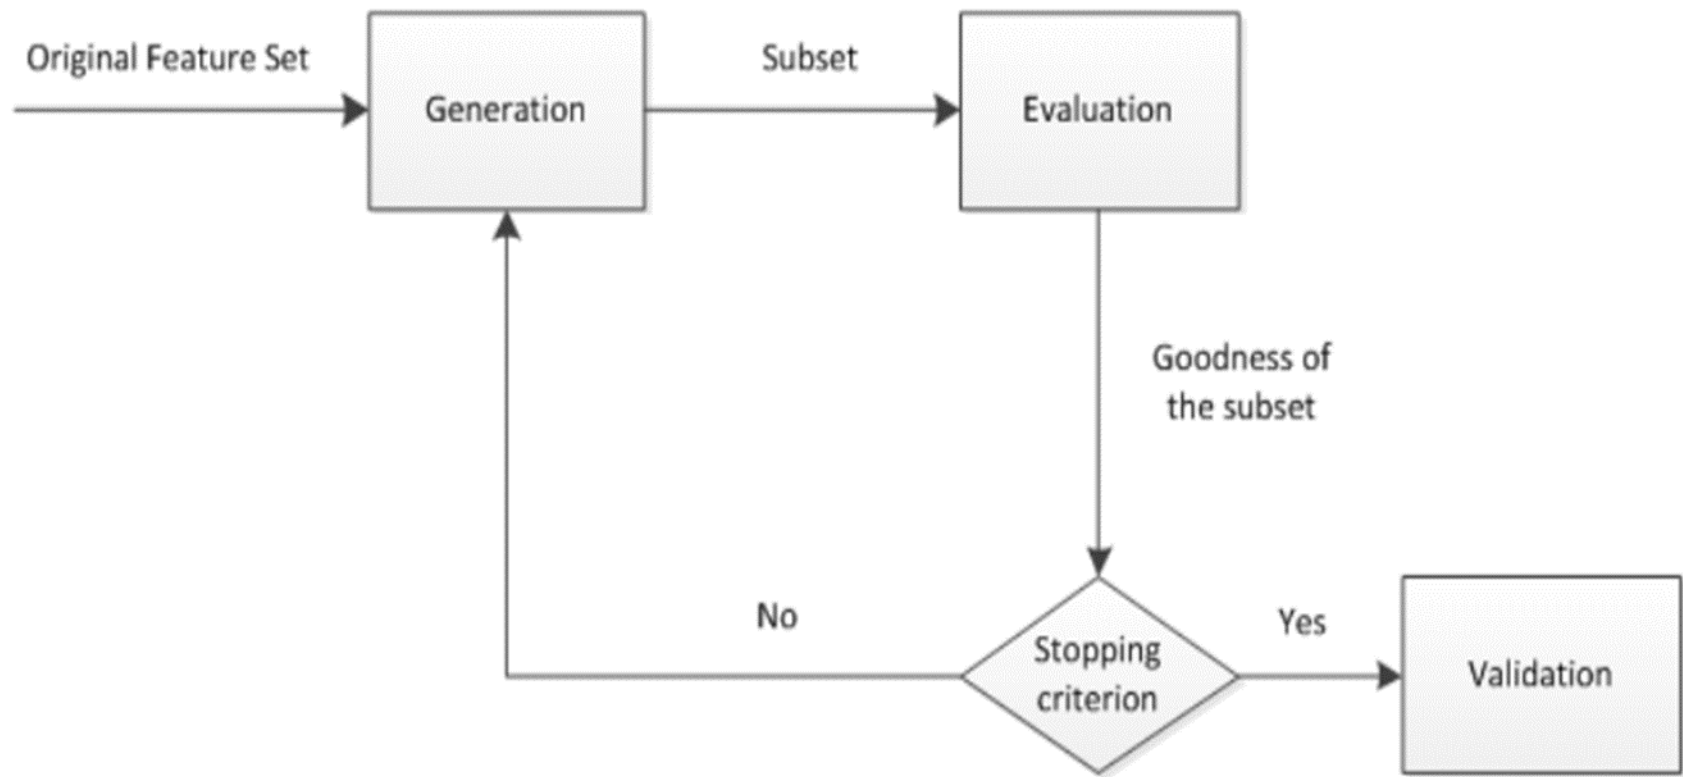 Original Feature Set
Generation
Subset
Evaluation
Goodness of
the subset
No
Stopping
criterion
Yes
Validation